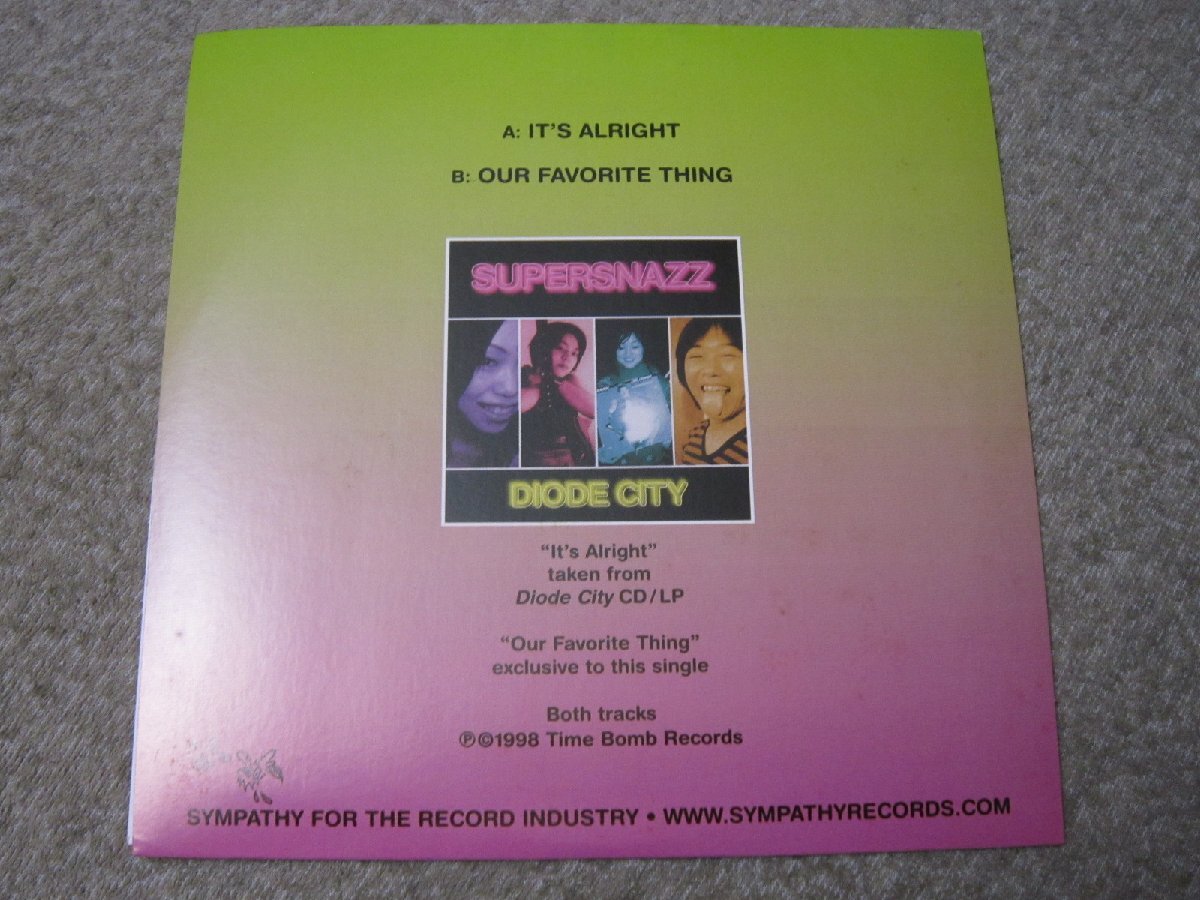 A: IT'S ALRIGHT
B: OUR FAVORITE THING
SUPERSNAZZ
DIODE CITY
“It's Alright”
taken from
Diode City CD/LP
“Our Favorite Thing”
exclusive to this single
Both tracks
℗©1998 Time Bomb Records
SYMPATHY FOR THE RECORD INDUSTRY • WWW.SYMPATHYRECORDS.COM